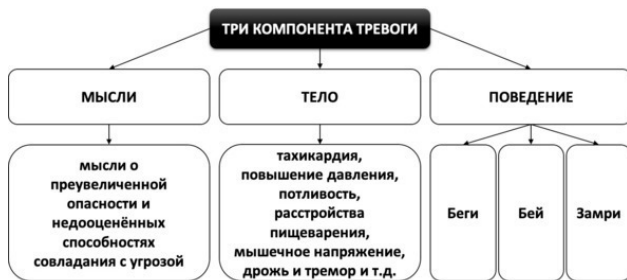 ТРИ КОМПОНЕНТА ТРЕВОГИ
МЫСЛИ
ТЕЛО
ПОВЕДЕНИЕ
мысли о
преувеличенной
опасности и
недооценённых
способностях
совладания с угрозой
тахикардия,
повышение давления,
потливость,
расстройства
пищеварения,
мышечное напряжение,
дрожь и тремор и т.д.
Беги
Бей
Замри